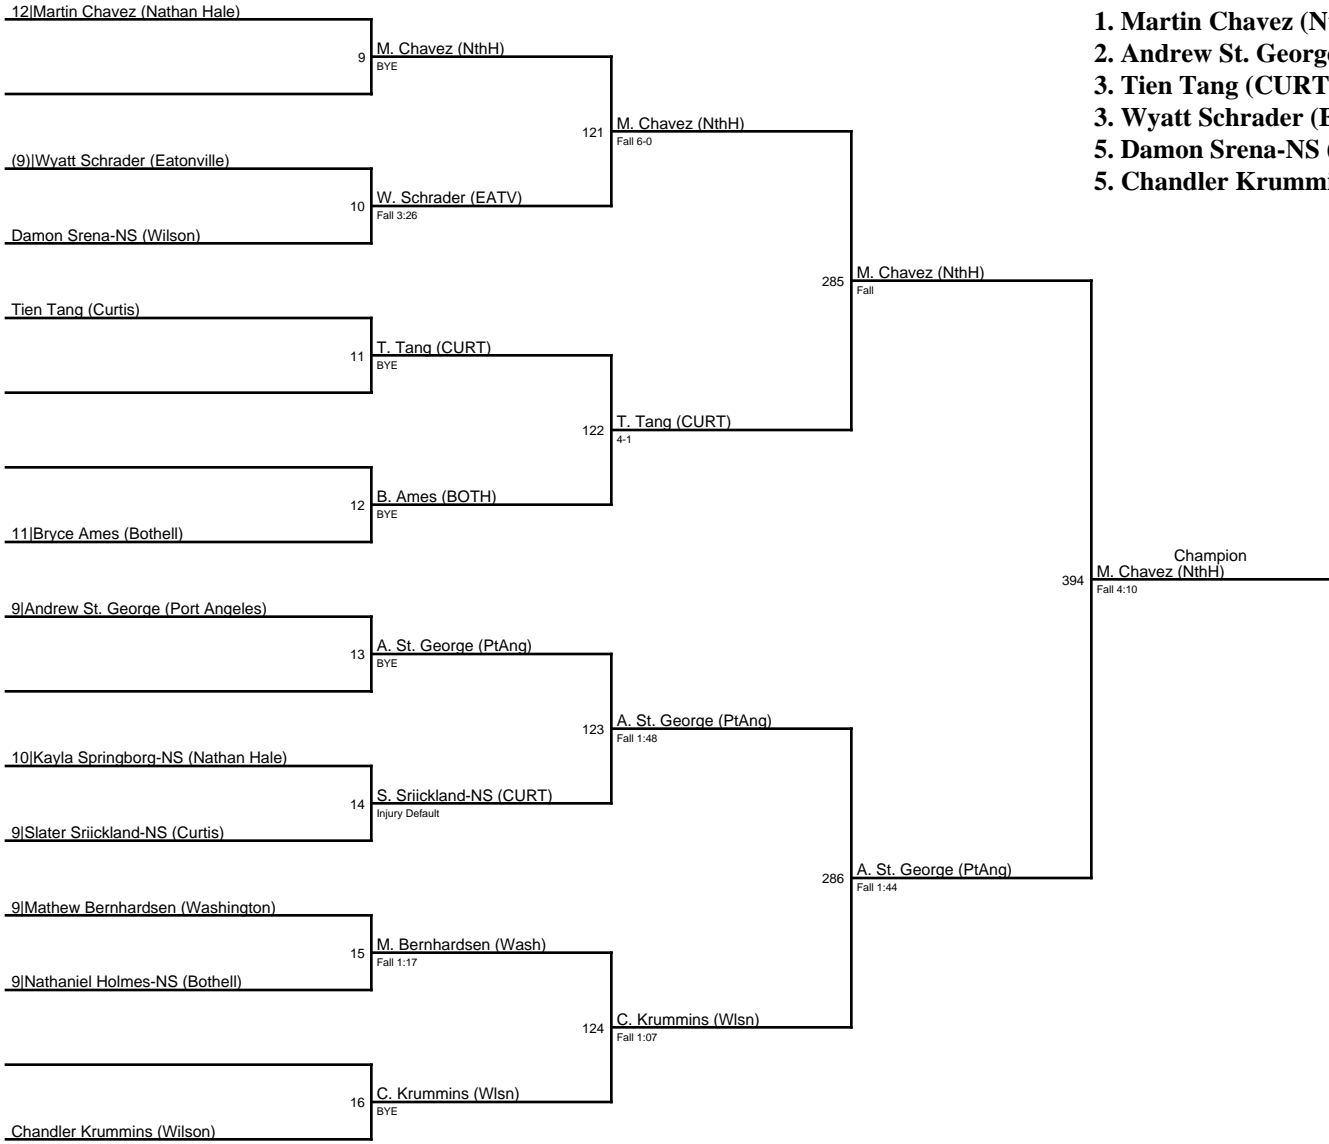 12|Martin Chavez (Nathan Hale)
9
M. Chavez (NthH)
BYE
121
M. Chavez (NthH)
Fall 6-0
(9)|Wyatt Schrader (Eatonville)
10
W. Schrader (EATV)
Fall 3:26
Damon Srena-NS (Wilson)
285
M. Chavez (NthH)
Fall
Tien Tang (Curtis)
11
T. Tang (CURT)
BYE
122
T. Tang (CURT)
4-1
12
B. Ames (BOTH)
BYE
11|Bryce Ames (Bothell)
Champion
394
M. Chavez (NthH)
Fall 4:10
9|Andrew St. George (Port Angeles)
13
A. St. George (PtAng)
BYE
123
A. St. George (PtAng)
Fall 1:48
10|Kayla Springborg-NS (Nathan Hale)
14
S. Sriickland-NS (CURT)
Injury Default
9|Slater Sriickland-NS (Curtis)
286
A. St. George (PtAng)
Fall 1:44
9|Mathew Bernhardsen (Washington)
15
M. Bernhardsen (Wash)
Fall 1:17
9|Nathaniel Holmes-NS (Bothell)
124
C. Krummins (Wlsn)
Fall 1:07
16
C. Krummins (Wlsn)
BYE
Chandler Krummins (Wilson)
1. Martin Chavez (N
2. Andrew St. George
3. Tien Tang (CURT
3. Wyatt Schrader (E
5. Damon Srena-NS (
5. Chandler Krummi